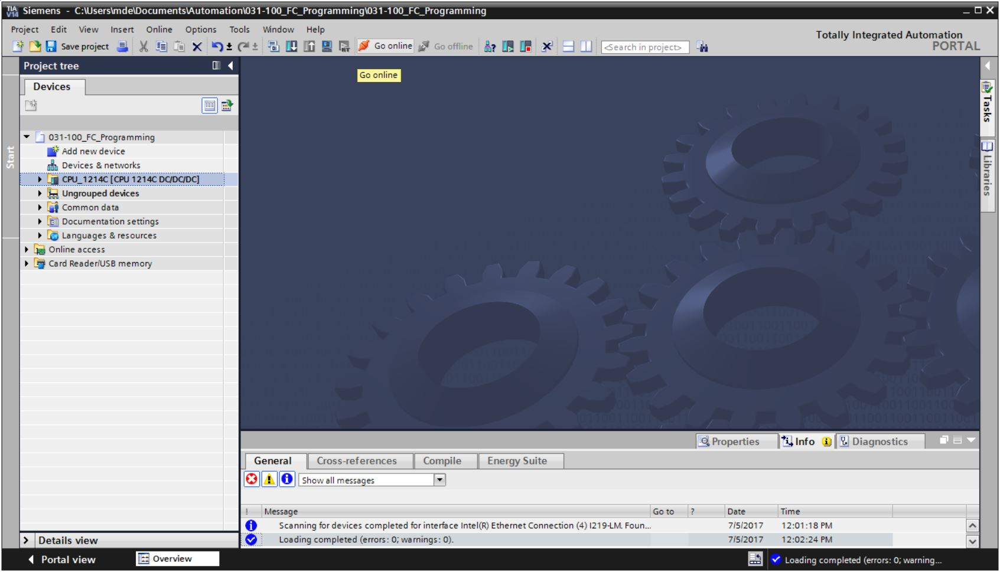 TIA
V14
Siemens - C:\Users\mde\Documents\Automation\031-100_FC_Programming\031-100_FC_Programming
Project Edit View Insert Online Options Tools Window Help
Totally Integrated Automation
PORTAL
Save project
Go online
Go offline
<Search in project>
Project tree
Go online
Devices
Start
031-100_FC_Programming
Add new device
Devices & networks
CPU_1214C [CPU 1214C DC/DC/DC]
Ungrouped devices
Common data
Documentation settings
Languages & resources
Online access
Card Reader/USB memory
Tasks
Libraries
Properties
Info
Diagnostics
General
Cross-references
Compile
Energy Suite
Show all messages
! Message Go to ? Date Time
Scanning for devices completed for interface Intel(R) Ethernet Connection (4) I219-LM. Foun... 7/5/2017 12:01:18 PM
Loading completed (errors: 0; warnings: 0). 7/5/2017 12:02:24 PM
Details view
Portal view
Overview
Loading completed (errors: 0; warning...